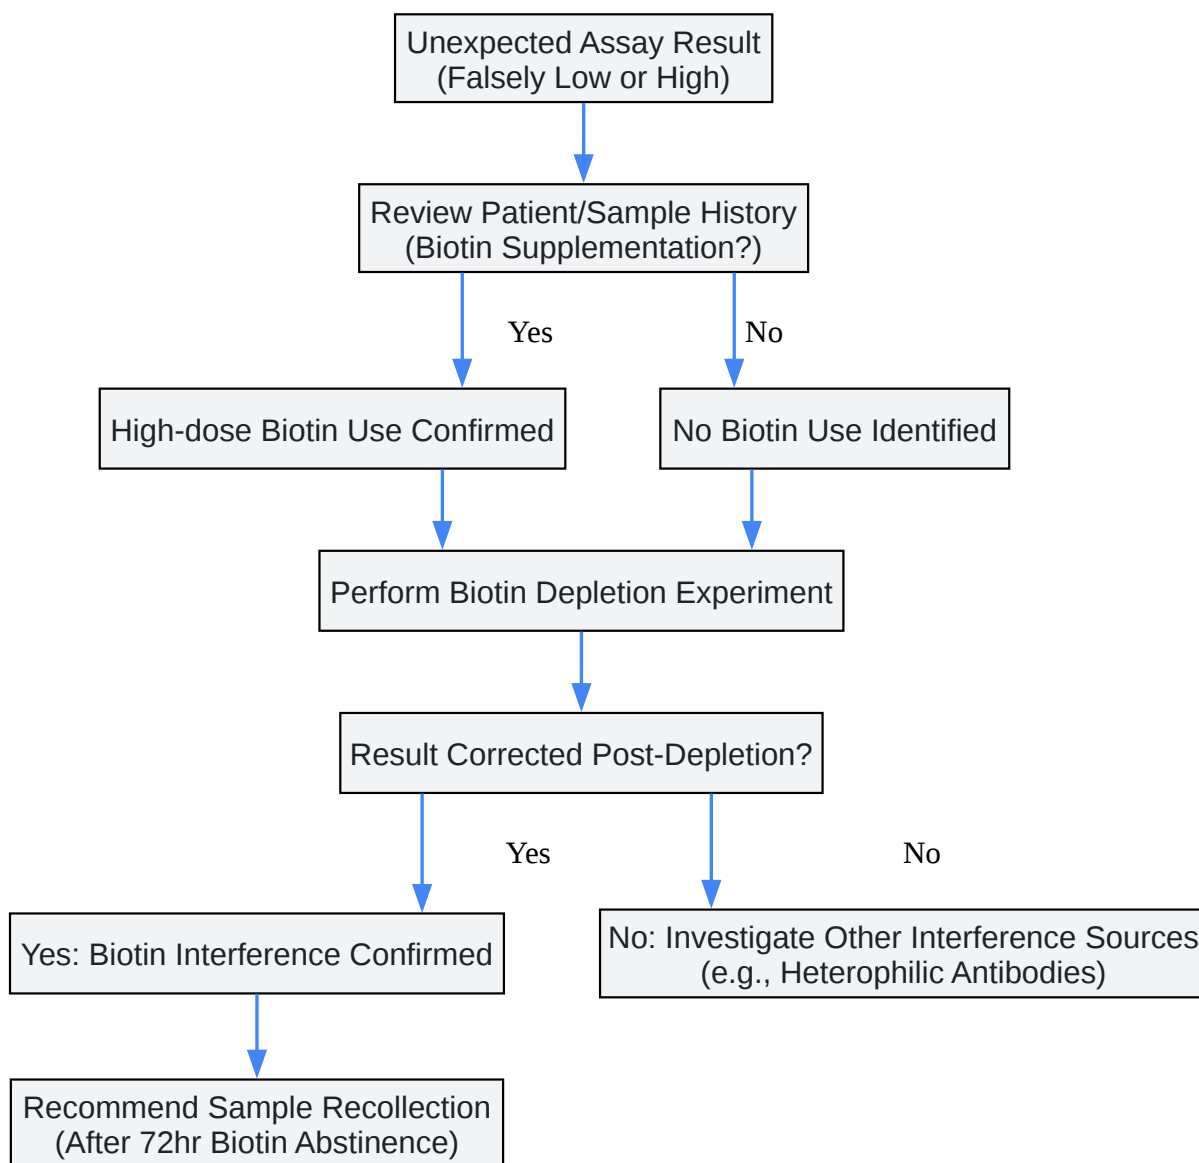 Unexpected Assay Result
(Falsely Low or High)
Review Patient/Sample History
(Biotin Supplementation?)
Yes
No
High-dose Biotin Use Confirmed
No Biotin Use Identified
Perform Biotin Depletion Experiment
Result Corrected Post-Depletion?
Yes
No
Yes: Biotin Interference Confirmed
No: Investigate Other Interference Sources
(e.g., Heterophilic Antibodies)
Recommend Sample Recollection
(After 72hr Biotin Abstinence)